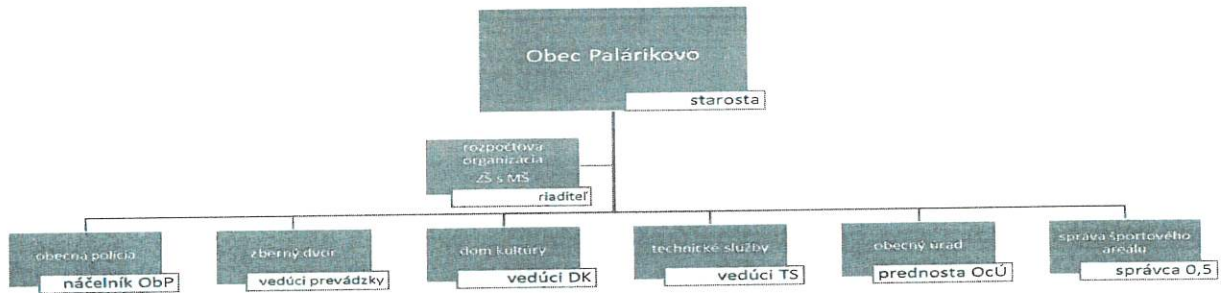 Obec Palárikovo
starosta
rozpočtová
organizácia
ZŠ s MŠ
riaditeľ
obecná polícia
náčelník ObP
zberný dvor
vedúci prevádzky
dom kultúry
vedúci DK
technické služby
vedúci TS
obecný úrad
prednosta OcÚ
správa športového
areálu
správca 0,5